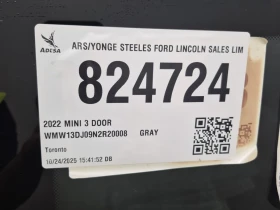 ADESA
ARS/YONGE STEELES FORD LINCOLN SALES LIM
824724
2022 MINI 3 DOOR
WMW13DJ09N2R20008 GRAY
Toronto
10/24/2025 15:41:52 DB